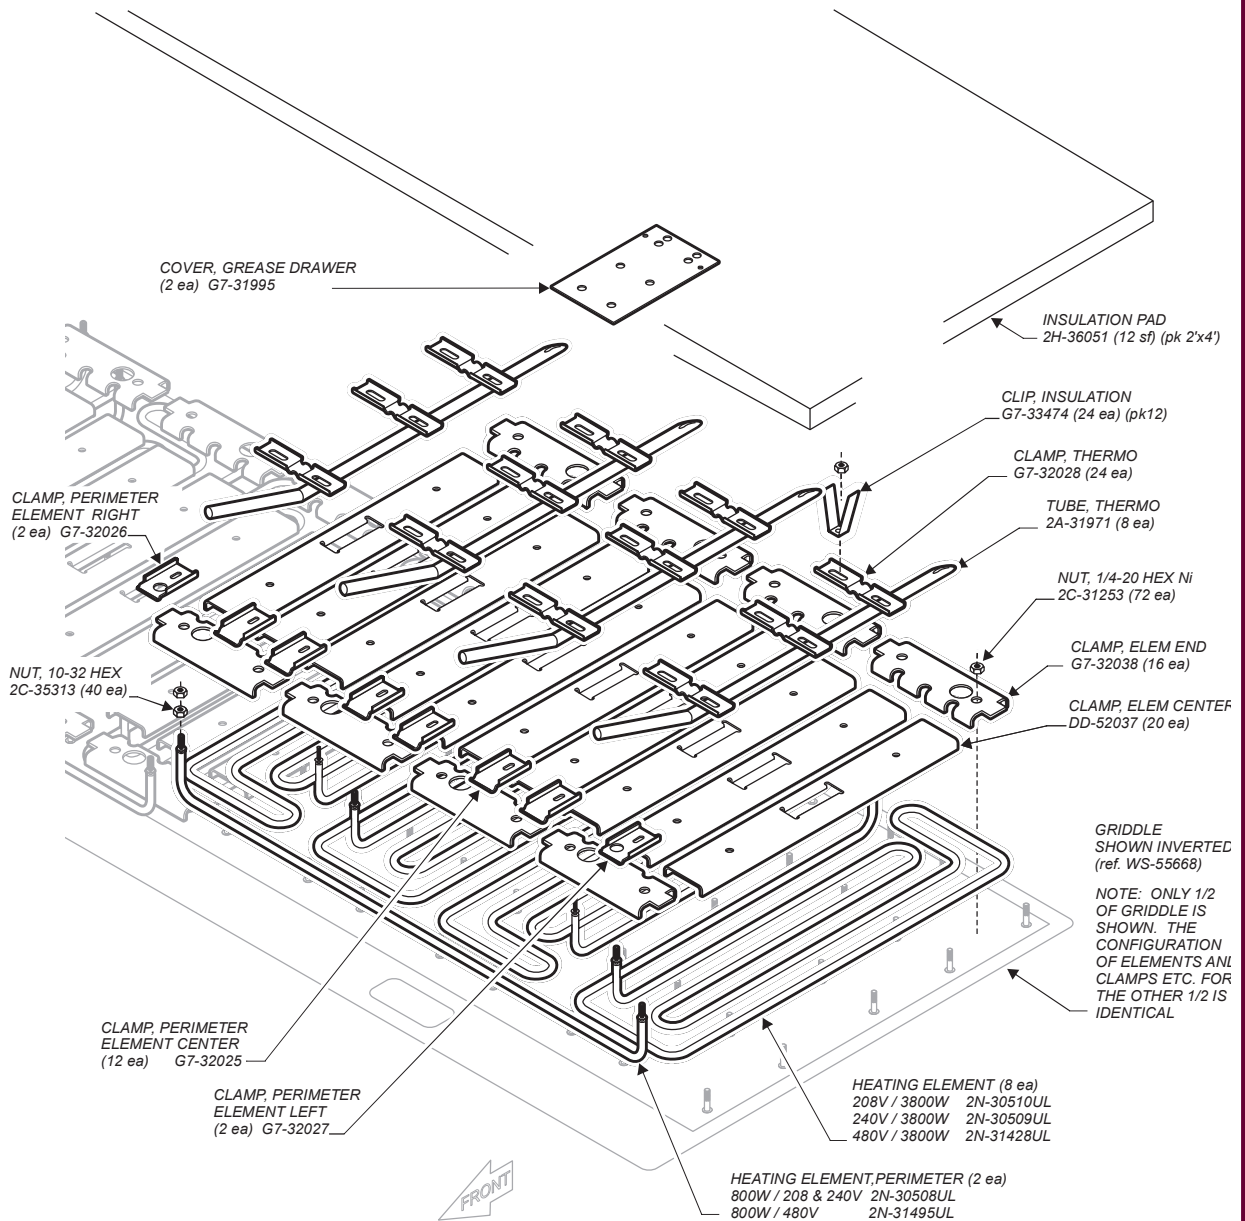 COVER, GREASE DRAWER
(2 ea) G7-31995
INSULATION PAD
2H-36051 (12 sf) (pk 2'x4')
CLIP, INSULATION
G7-33474 (24 ea) (pk12)
CLAMP, THERMO
G7-32028 (24 ea)
TUBE, THERMO
2A-31971 (8 ea)
NUT, 1/4-20 HEX Ni
2C-31253 (72 ea)
CLAMP, ELEM END
G7-32038 (16 ea)
CLAMP, ELEM CENTER
DD-52037 (20 ea)
CLAMP, PERIMETER
ELEMENT RIGHT
(2 ea) G7-32026
NUT, 10-32 HEX
2C-35313 (40 ea)
GRIDDLE
SHOWN INVERTED
(ref. WS-55668)
NOTE: ONLY 1/2
OF GRIDDLE IS
SHOWN. THE
CONFIGURATION
OF ELEMENTS AND
CLAMPS ETC. FOR
THE OTHER 1/2 IS
IDENTICAL
CLAMP, PERIMETER
ELEMENT CENTER
(12 ea) G7-32025
CLAMP, PERIMETER
ELEMENT LEFT
(2 ea) G7-32027
HEATING ELEMENT (8 ea)
208V / 3800W 2N-30510UL
240V / 3800W 2N-30509UL
480V / 3800W 2N-31428UL
HEATING ELEMENT,PERIMETER (2 ea)
800W / 208 & 240V 2N-30508UL
800W / 480V 2N-31495UL
FRONT